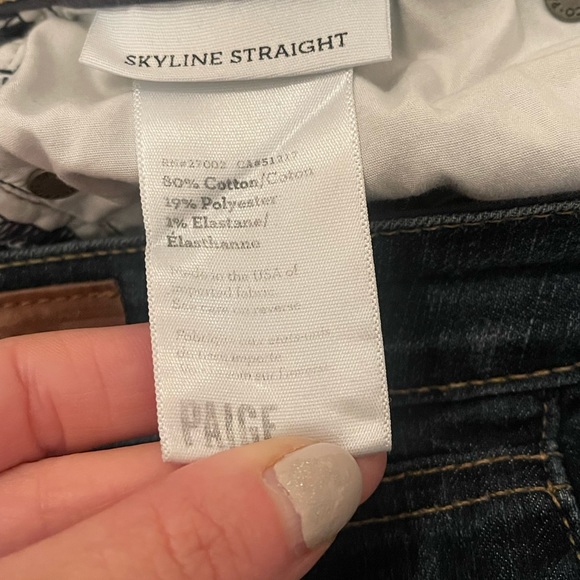 SKYLINE STRAIGHT
RN#27002 CA#51217
80% Cotton/Coton
19% Polyester
1% Elastane/
Élasthanne
Made in the USA of
imported fabric
See care on reverse
PAIGE